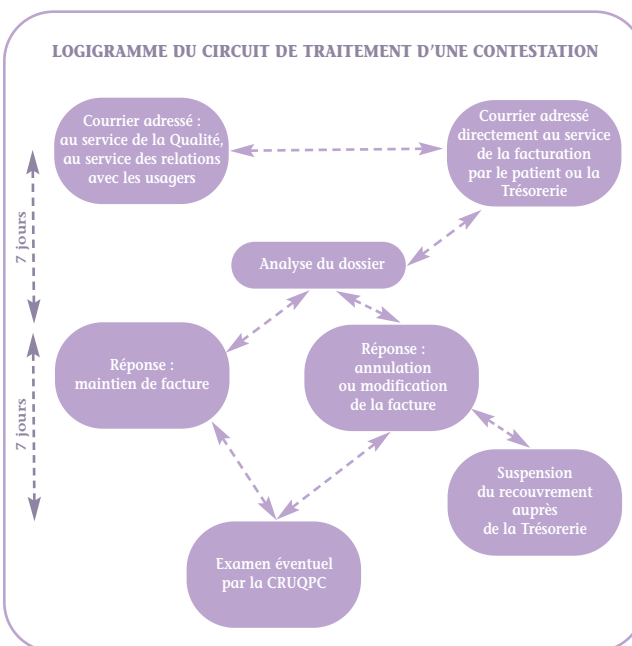 LOGIGRAMME DU CIRCUIT DE TRAITEMENT D'UNE CONTESTATION
Courrier adressé :
au service de la Qualité,
au service des relations
avec les usagers
Courrier adressé
directement au service
de la facturation
par le patient ou la
Trésorerie
7 jours
Analyse du dossier
Réponse :
maintien de facture
Réponse :
annulation
ou modification
de la facture
7 jours
Suspension
du recouvrement
auprès
de la Trésorerie
Examen éventuel
par la CRUQPC